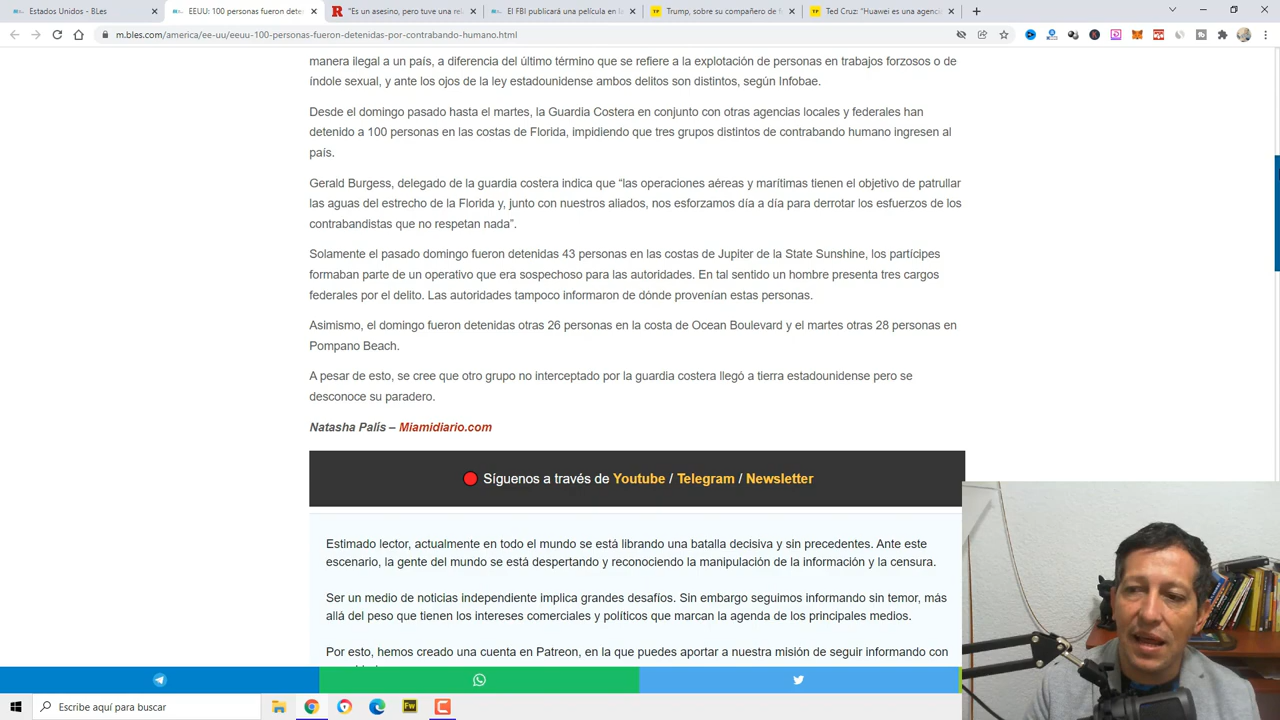 Estados Unidos - BLes
EEUU: 100 personas fueron dete
"Es un asesino, pero tuve una rel
El FBI publicará una película en l
Trump, sobre su compañero de f
Ted Cruz: "Huawei es una agenci
m.bles.com/america/ee-uu/eeuu-100-personas-fueron-detenidas-por-contrabando-humano.html
manera ilegal a un país, a diferencia del último término que se refiere a la explotación de personas en trabajos forzosos o de
índole sexual, y ante los ojos de la ley estadounidense ambos delitos son distintos, según Infobae.
Desde el domingo pasado hasta el martes, la Guardia Costera en conjunto con otras agencias locales y federales han
detenido a 100 personas en las costas de Florida, impidiendo que tres grupos distintos de contrabando humano ingresen al
país.
Gerald Burgess, delegado de la guardia costera indica que “las operaciones aéreas y marítimas tienen el objetivo de patrullar
las aguas del estrecho de la Florida y, junto con nuestros aliados, nos esforzamos día a día para derrotar los esfuerzos de los
contrabandistas que no respetan nada”.
Solamente el pasado domingo fueron detenidas 43 personas en las costas de Jupiter de la State Sunshine, los partícipes
formaban parte de un operativo que era sospechoso para las autoridades. En tal sentido un hombre presenta tres cargos
federales por el delito. Las autoridades tampoco informaron de dónde provenían estas personas.
Asimismo, el domingo fueron detenidas otras 26 personas en la costa de Ocean Boulevard y el martes otras 28 personas en
Pompano Beach.
A pesar de esto, se cree que otro grupo no interceptado por la guardia costera llegó a tierra estadounidense pero se
desconoce su paradero.
Natasha Palís – Miamidiario.com
Síguenos a través de Youtube / Telegram / Newsletter
Estimado lector, actualmente en todo el mundo se está librando una batalla decisiva y sin precedentes. Ante este
escenario, la gente del mundo se está despertando y reconociendo la manipulación de la información y la censura.
Ser un medio de noticias independiente implica grandes desafíos. Sin embargo seguimos informando sin temor, más
allá del peso que tienen los intereses comerciales y políticos que marcan la agenda de los principales medios.
Por esto, hemos creado una cuenta en Patreon, en la que puedes aportar a nuestra misión de seguir informando con
Escribe aquí para buscar
Fw